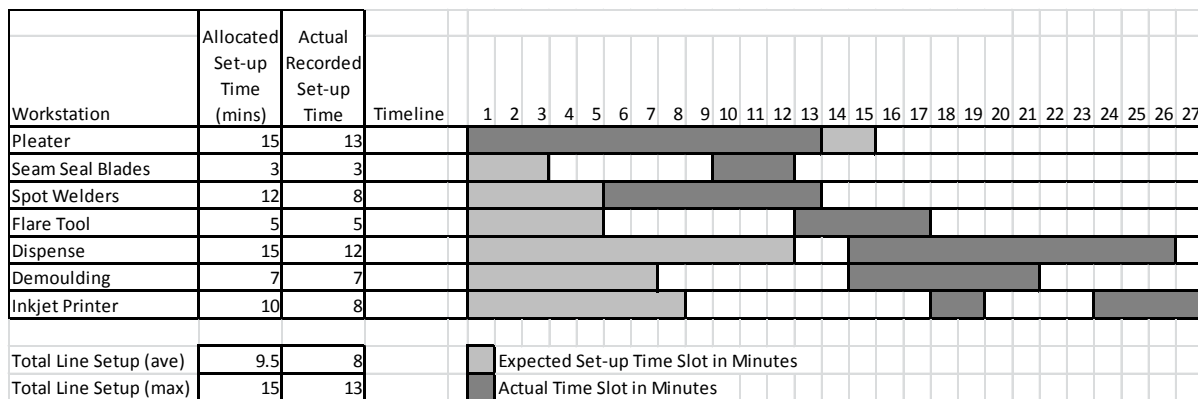 Workstation Allocated Set-up Time (mins) Actual Recorded Set-up Time Timeline 1 2 3 4 5 6 7 8 9 10 11 12 13 14 15 16 17 18 19 20 21 22 23 24 25 26 27
Pleater 15 13
Seam Seal Blades 3 3
Spot Welders 12 8
Flare Tool 5 5
Dispense 15 12
Demoulding 7 7
Inkjet Printer 10 8
Total Line Setup (ave) 9.5 8 Expected Set-up Time Slot in Minutes
Total Line Setup (max) 15 13 Actual Time Slot in Minutes